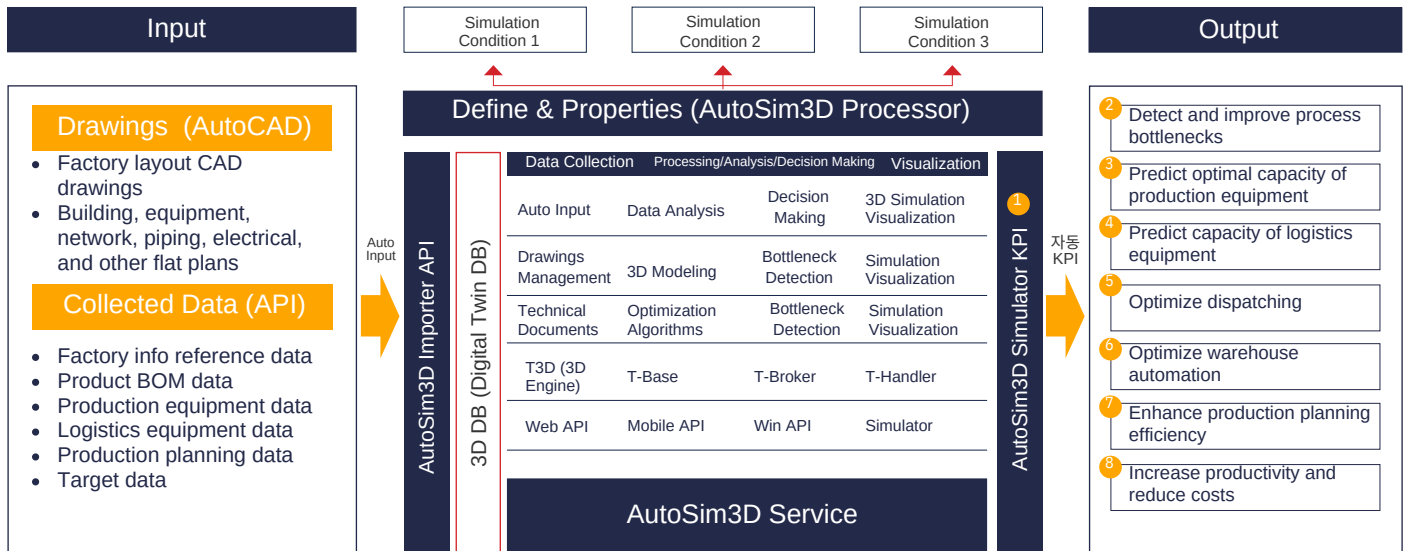 Input
Drawings (AutoCAD)
Factory layout CAD
drawings
Building, equipment,
network, piping, electrical,
and other flat plans
Collected Data (API)
Factory info reference data
Product BOM data
Production equipment data
Logistics equipment data
Production planning data
Target data
Auto
Input
Simulation
Condition 1
Simulation
Condition 2
Simulation
Condition 3
Define & Properties (AutoSim3D Processor)
AutoSim3D Importer API
3D DB (Digital Twin DB)
Data Collection Processing/Analysis/Decision Making Visualization
Auto Input
Data Analysis
Decision
Making
3D Simulation
Visualization
Drawings
Management
3D Modeling
Bottleneck
Detection
Simulation
Visualization
Technical
Documents
Optimization
Algorithms
Bottleneck
Detection
Simulation
Visualization
T3D (3D
Engine)
T-Base
T-Broker
T-Handler
Web API
Mobile API
Win API
Simulator
AutoSim3D Service
AutoSim3D Simulator KPI
1
자동
KPI
Output
2
Detect and improve process
bottlenecks
3
Predict optimal capacity of
production equipment
4
Predict capacity of logistics
equipment
5
Optimize dispatching
6
Optimize warehouse
automation
7
Enhance production planning
efficiency
8
Increase productivity and
reduce costs